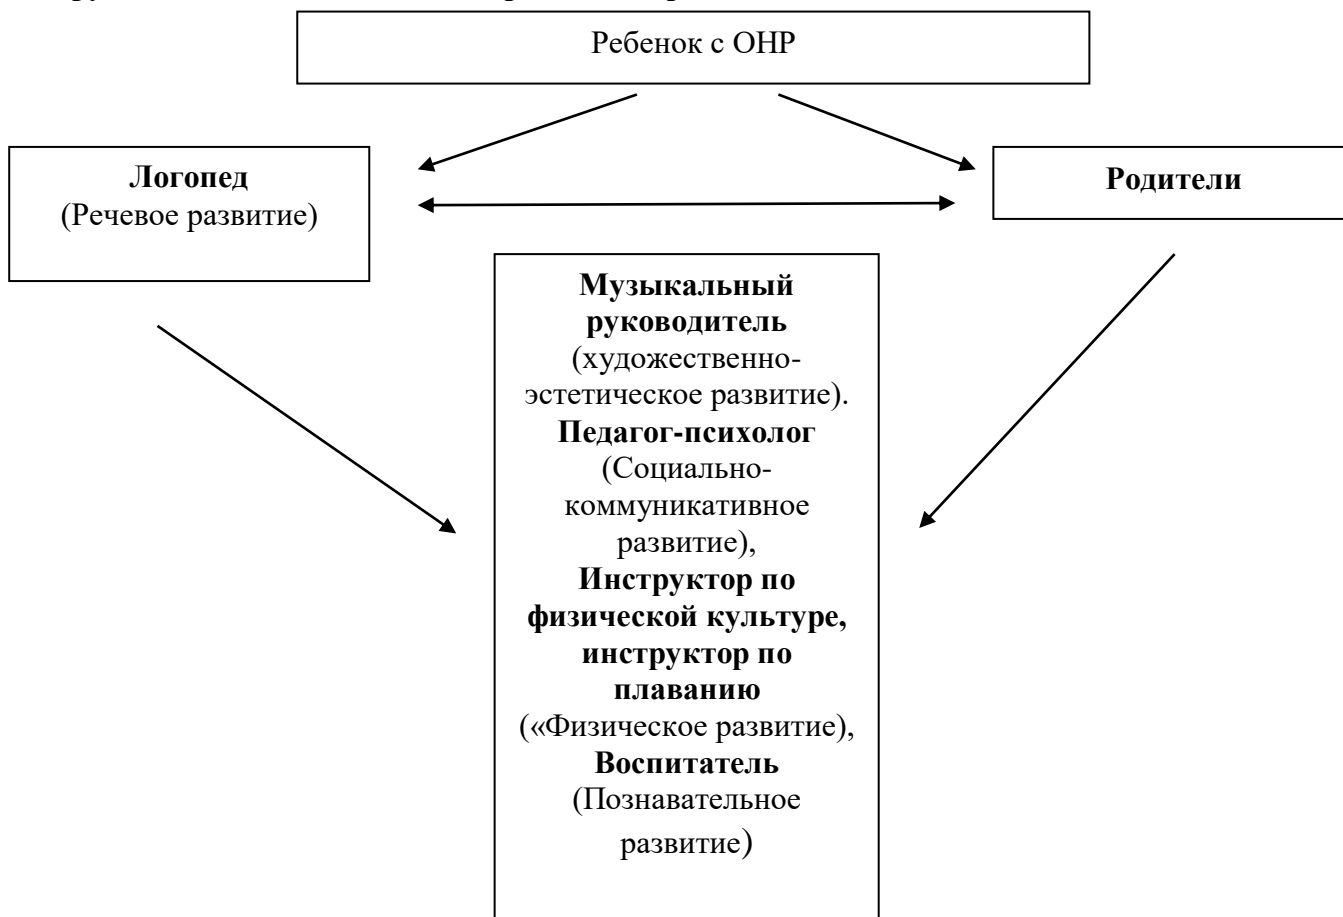 Ребенок с ОНР
Логопед
(Речевое развитие)
Родители
Музыкальный
руководитель
(художественно-
эстетическое развитие).
Педагог-психолог
(Социально-
коммуникативное
развитие),
Инструктор по
физической культуре,
инструктор по
плаванию
(«Физическое развитие),
Воспитатель
(Познавательное
развитие)